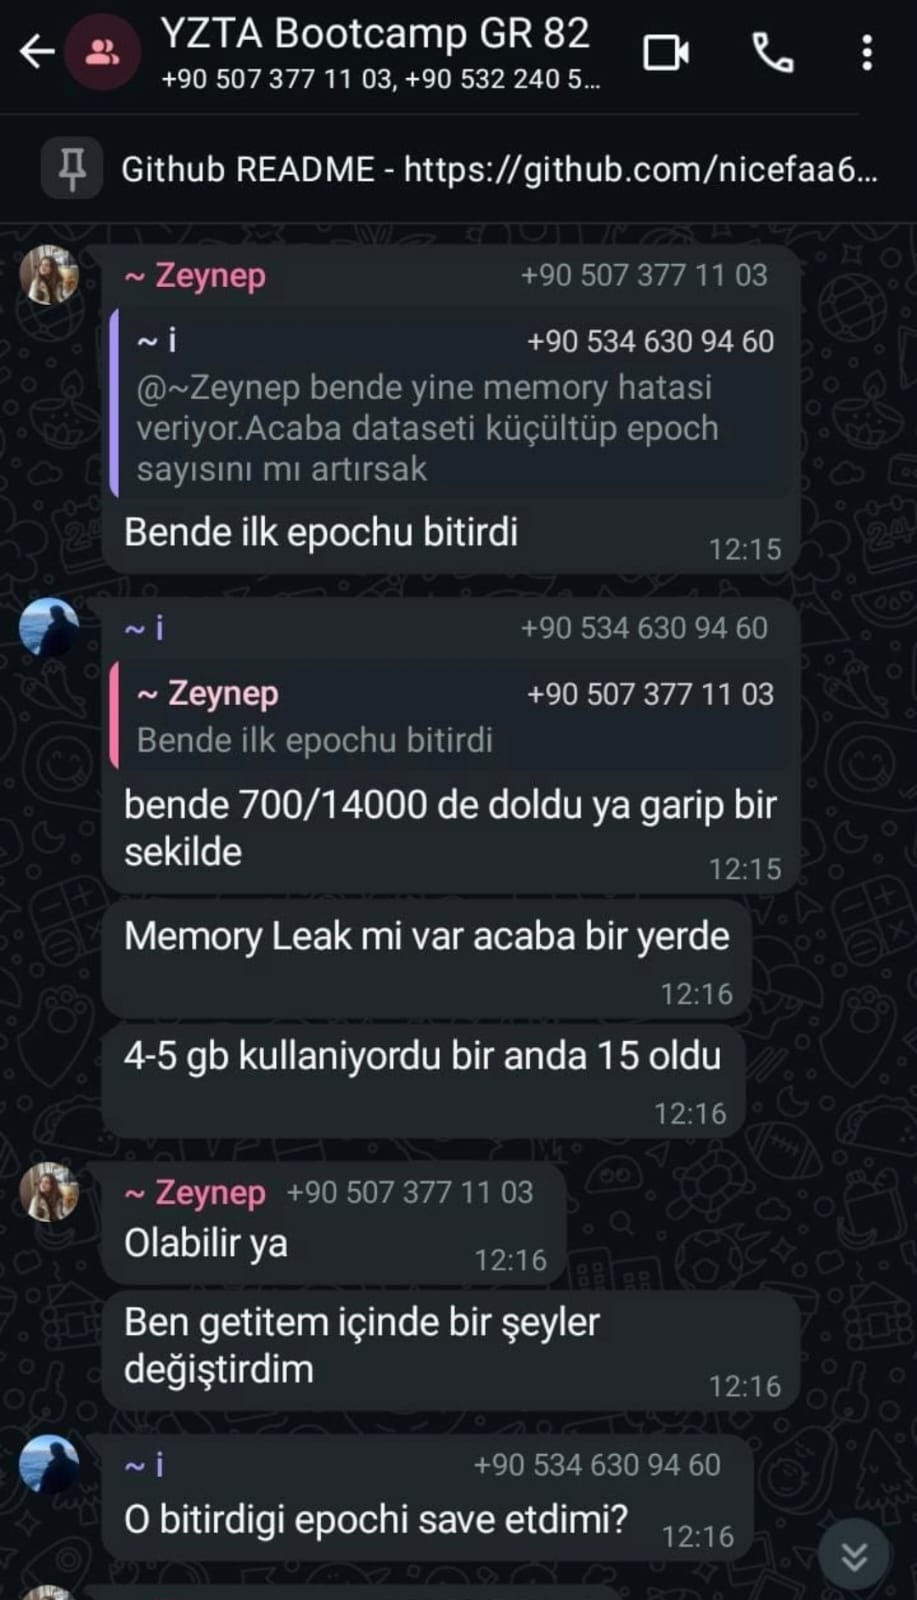 YZTA Bootcamp GR 82
+90 507 377 11 03, +90 532 240 5...
Github README - https://github.com/nicefaa6...
~ Zeynep +90 507 377 11 03
~ i +90 534 630 94 60
@~Zeynep bende yine memory hatasi
veriyor.Acaba dataseti küçültüp epoch
sayısını mı artırsak
Bende ilk epochu bitirdi
12:15
~ i +90 534 630 94 60
~ Zeynep +90 507 377 11 03
Bende ilk epochu bitirdi
bende 700/14000 de doldu ya garip bir
sekilde
12:15
Memory Leak mi var acaba bir yerde
12:16
4-5 gb kullaniyordu bir anda 15 oldu
12:16
~ Zeynep +90 507 377 11 03
Olabilir ya
12:16
Ben getitem içinde bir şeyler
değiştirdim
12:16
~ i +90 534 630 94 60
O bitirdigi epochi save etdimi?
12:16